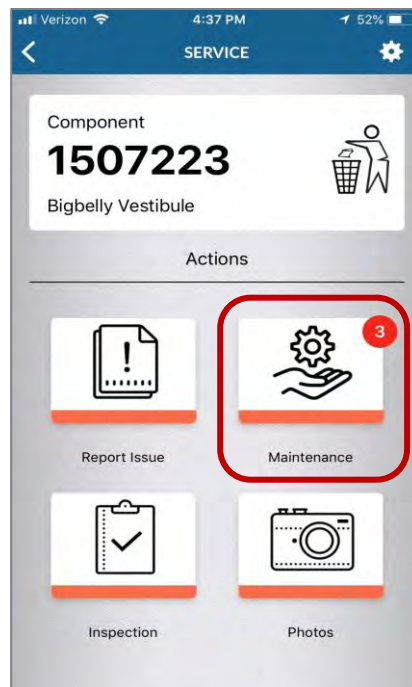 Verizon 4:37 PM 52%
SERVICE
Component
1507223
Bigbelly Vestibule
Actions
3
Report Issue Maintenance
Inspection Photos